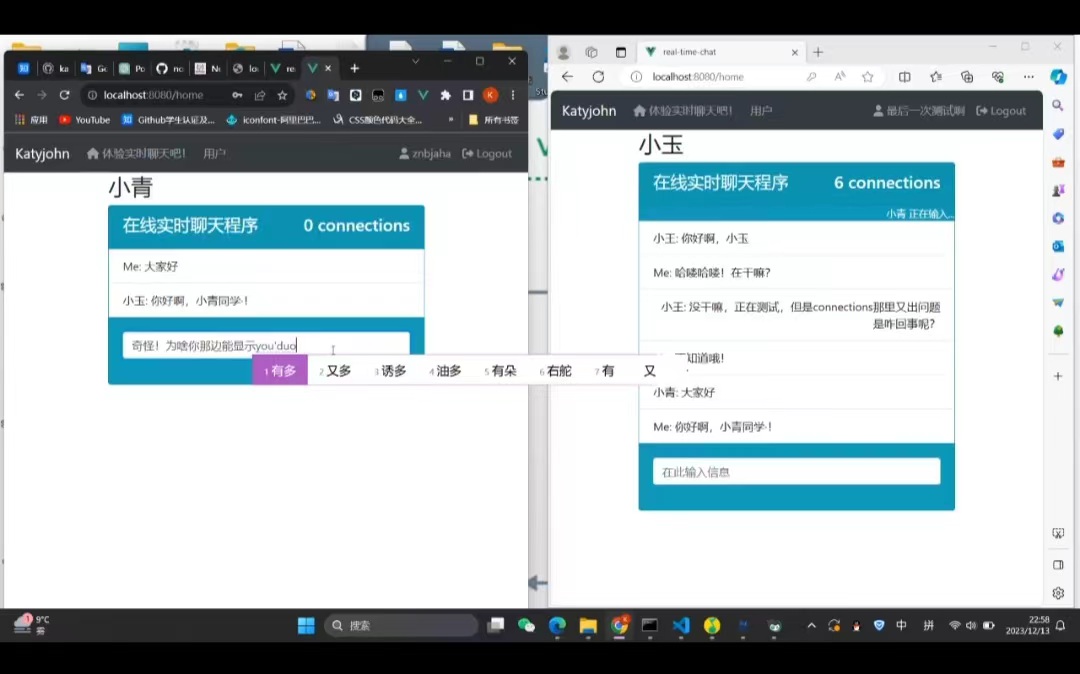 ka
Po
real-time-chat
localhost:8080/home
localhost:8080/home
应用
YouTube
Github学生认证及...
iconfont-阿里巴巴...
CSS颜色代码大全...
»
所有书签
Katyjohn
体验实时聊天吧!
用户
znbjaha
Logout
小青
在线实时聊天程序
0 connections
Me: 大家好
小玉: 你好啊，小青同学!
奇怪！为啥你那边能显示you'duo
1 有多
2 又多
3 诱多
4 油多
5 有朵
6 右舵
7 有
又
Katyjohn
体验实时聊天吧!
用户
最后一次测试啊
Logout
小玉
在线实时聊天程序
6 connections
小青 正在输入...
小王: 你好啊，小玉
Me: 哈喽哈喽！在干嘛?
小王: 没干嘛，正在测试，但是connections那里又出问题
是咋回事呢?
知道哦!
小青: 大家好
Me: 你好啊，小青同学!
在此输入信息
9°C
雾
搜索
中
拼
22:58
2023/12/13